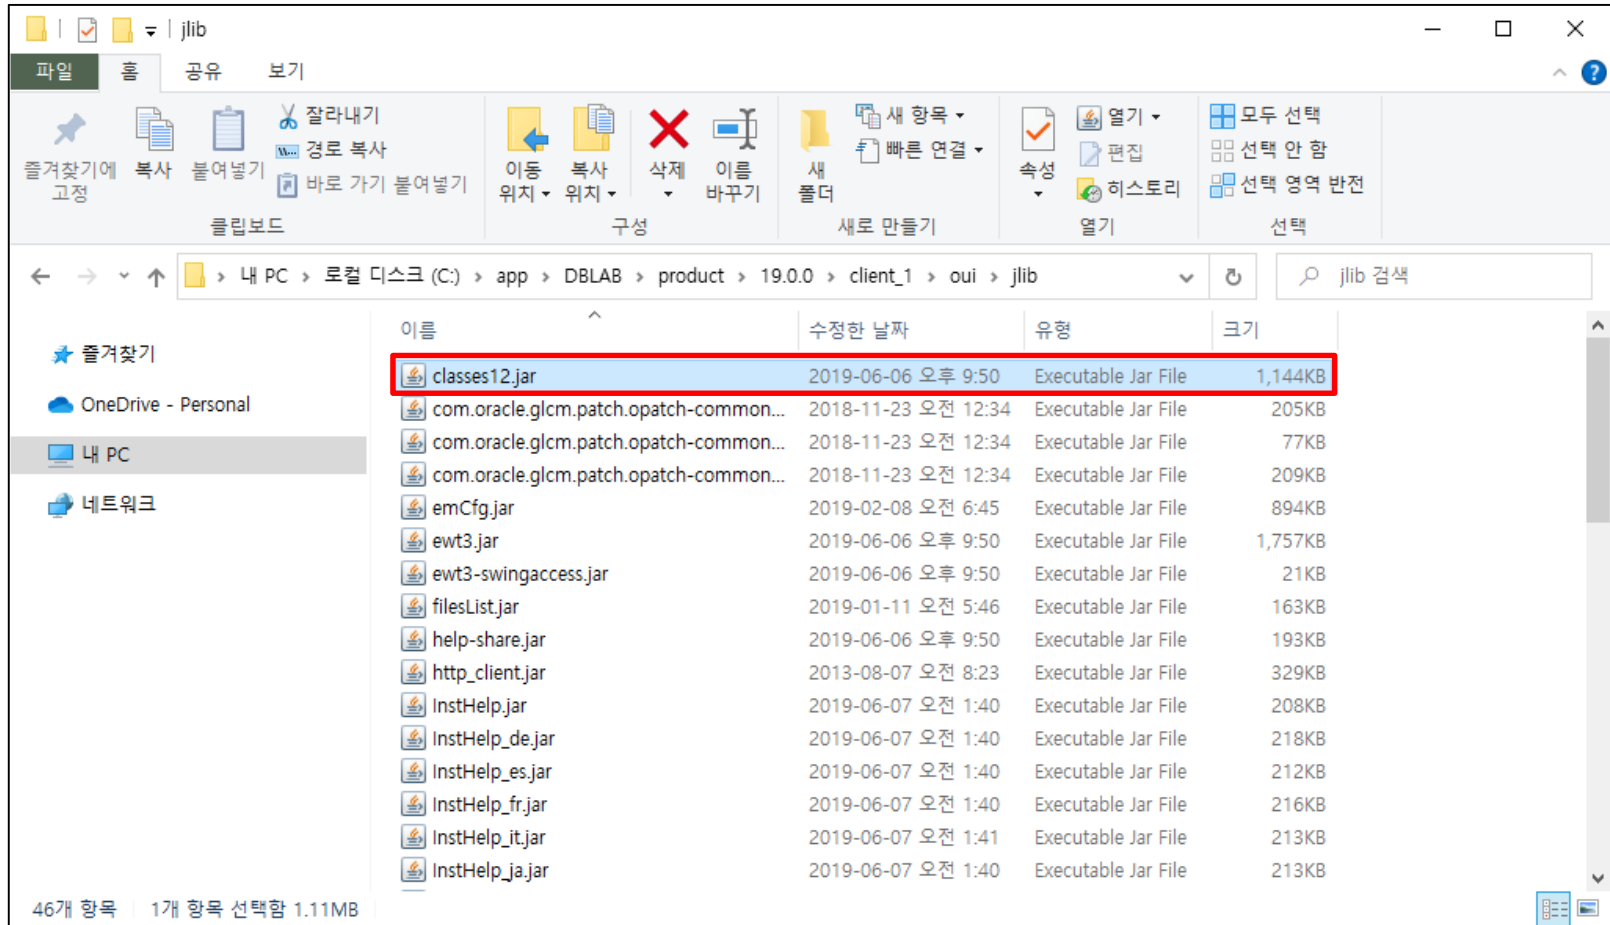 jlib
파일 홈 공유 보기
즐겨찾기에 고정
복사
붙여넣기
잘라내기
경로 복사
바로 가기 붙여넣기
클립보드
이동 위치
복사 위치
삭제
이름 바꾸기
구성
새 폴더
새 항목
빠른 연결
새로 만들기
속성
열기
편집
히스토리
열기
모두 선택
선택 안 함
선택 영역 반전
선택
내 PC > 로컬 디스크 (C:) > app > DBLAB > product > 19.0.0 > client_1 > oui > jlib
jlib 검색
즐겨찾기
OneDrive - Personal
내 PC
네트워크
이름 수정한 날짜 유형 크기
classes12.jar 2019-06-06 오후 9:50 Executable Jar File 1,144KB
com.oracle.glcm.patch.opatch-common... 2018-11-23 오전 12:34 Executable Jar File 205KB
com.oracle.glcm.patch.opatch-common... 2018-11-23 오전 12:34 Executable Jar File 77KB
com.oracle.glcm.patch.opatch-common... 2018-11-23 오전 12:34 Executable Jar File 209KB
emCfg.jar 2019-02-08 오전 6:45 Executable Jar File 894KB
ewt3.jar 2019-06-06 오후 9:50 Executable Jar File 1,757KB
ewt3-swingaccess.jar 2019-06-06 오후 9:50 Executable Jar File 21KB
filesList.jar 2019-01-11 오전 5:46 Executable Jar File 163KB
help-share.jar 2019-06-06 오후 9:50 Executable Jar File 193KB
http_client.jar 2013-08-07 오전 8:23 Executable Jar File 329KB
InstHelp.jar 2019-06-07 오전 1:40 Executable Jar File 208KB
InstHelp_de.jar 2019-06-07 오전 1:40 Executable Jar File 218KB
InstHelp_es.jar 2019-06-07 오전 1:40 Executable Jar File 212KB
InstHelp_fr.jar 2019-06-07 오전 1:40 Executable Jar File 216KB
InstHelp_it.jar 2019-06-07 오전 1:41 Executable Jar File 213KB
InstHelp_ja.jar 2019-06-07 오전 1:40 Executable Jar File 213KB
46개 항목 1개 항목 선택함 1.11MB